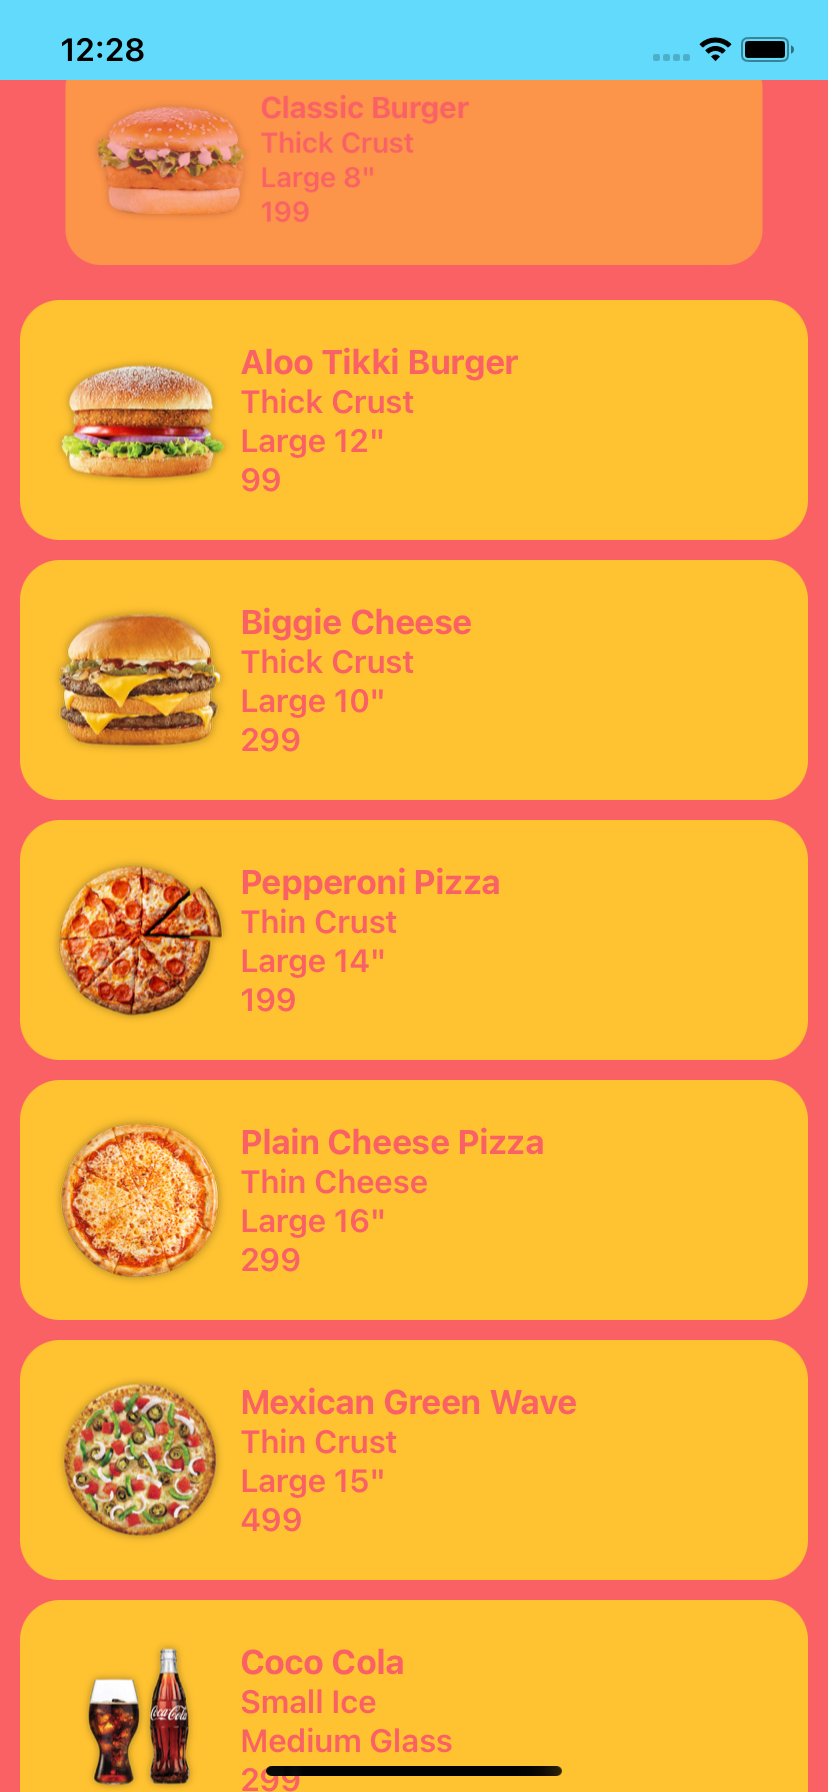 12:28
Classic Burger
Thick Crust
Large 8"
199
Aloo Tikki Burger
Thick Crust
Large 12"
99
Biggie Cheese
Thick Crust
Large 10"
299
Pepperoni Pizza
Thin Crust
Large 14"
199
Plain Cheese Pizza
Thin Cheese
Large 16"
299
Mexican Green Wave
Thin Crust
Large 15"
499
Coco Cola
Small Ice
Coca-Cola
Medium Glass
299